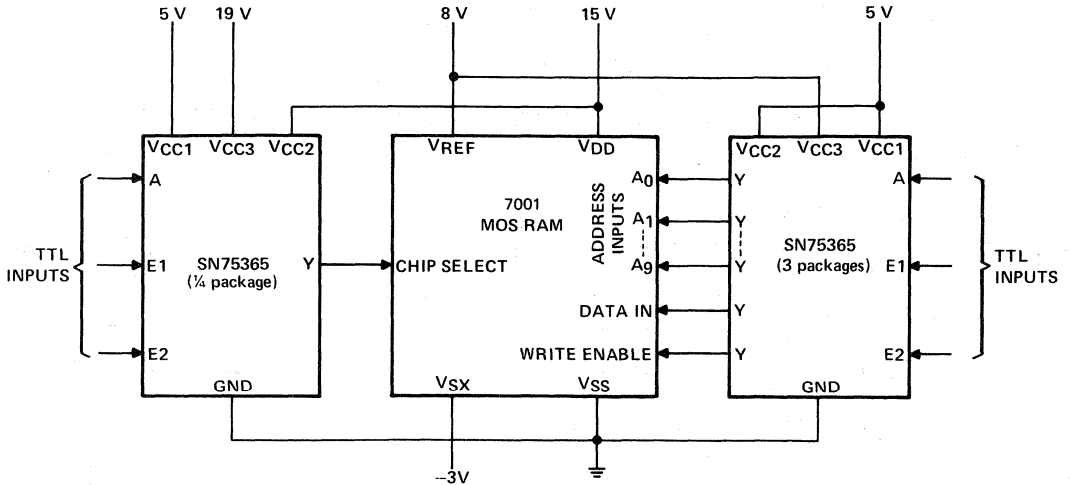 5 V 19 V 8 V 15 V 5 V
VCC1 VCC3 VCC2
VREF VDD
VCC2 VCC3 VCC1
A
E1
E2
TTL
INPUTS
SN75365
(¼ package)
Y
GND
7001
MOS RAM
CHIP SELECT
ADDRESS
INPUTS
A0
A1
A9
DATA IN
WRITE ENABLE
VSX VSS
Y
Y
Y
Y
Y
SN75365
(3 packages)
A
E1
E2
GND
TTL
INPUTS
–3V